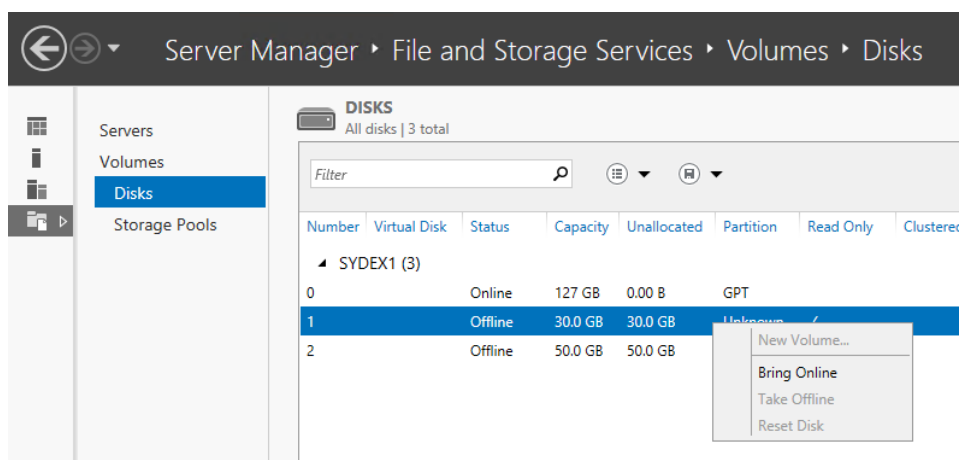 Server Manager ‣ File and Storage Services ‣ Volumes ‣ Disks
Servers
Volumes
Disks
Storage Pools
DISKS
All disks | 3 total
Filter
Number Virtual Disk Status Capacity Unallocated Partition Read Only Clustered
SYDEX1 (3)
0 Online 127 GB 0.00 B GPT
1 Offline 30.0 GB 30.0 GB Unknown
2 Offline 50.0 GB 50.0 GB
New Volume...
Bring Online
Take Offline
Reset Disk